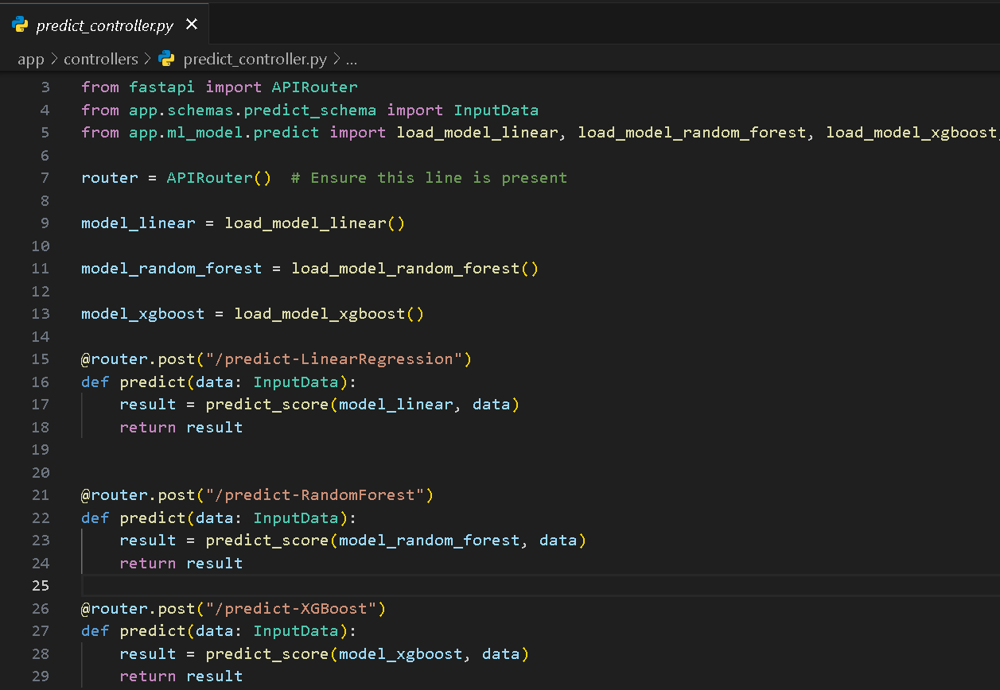 predict_controller.py ×
app > controllers > predict_controller.py > ...
3 from fastapi import APIRouter
4 from app.schemas.predict_schema import InputData
5 from app.ml_model.predict import load_model_linear, load_model_random_forest, load_model_xgboost,
6
7 router = APIRouter()  # Ensure this line is present
8
9 model_linear = load_model_linear()
10
11 model_random_forest = load_model_random_forest()
12
13 model_xgboost = load_model_xgboost()
14
15 @router.post("/predict-LinearRegression")
16 def predict(data: InputData):
17     result = predict_score(model_linear, data)
18     return result
19
20
21 @router.post("/predict-RandomForest")
22 def predict(data: InputData):
23     result = predict_score(model_random_forest, data)
24     return result
25
26 @router.post("/predict-XGBoost")
27 def predict(data: InputData):
28     result = predict_score(model_xgboost, data)
29     return result